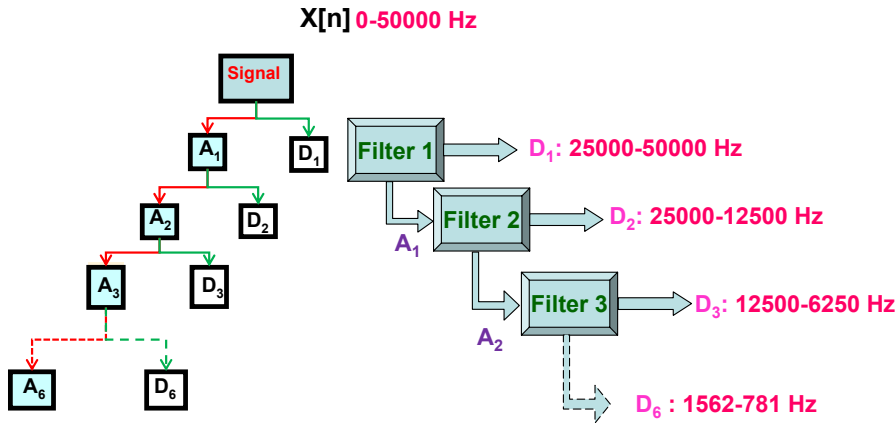 X[n] 0-50000 Hz
Signal
A1
D1
A2
D2
A3
D3
A6
D6
Filter 1
D1: 25000-50000 Hz
A1
Filter 2
D2: 25000-12500 Hz
A2
Filter 3
D3: 12500-6250 Hz
D6 : 1562-781 Hz